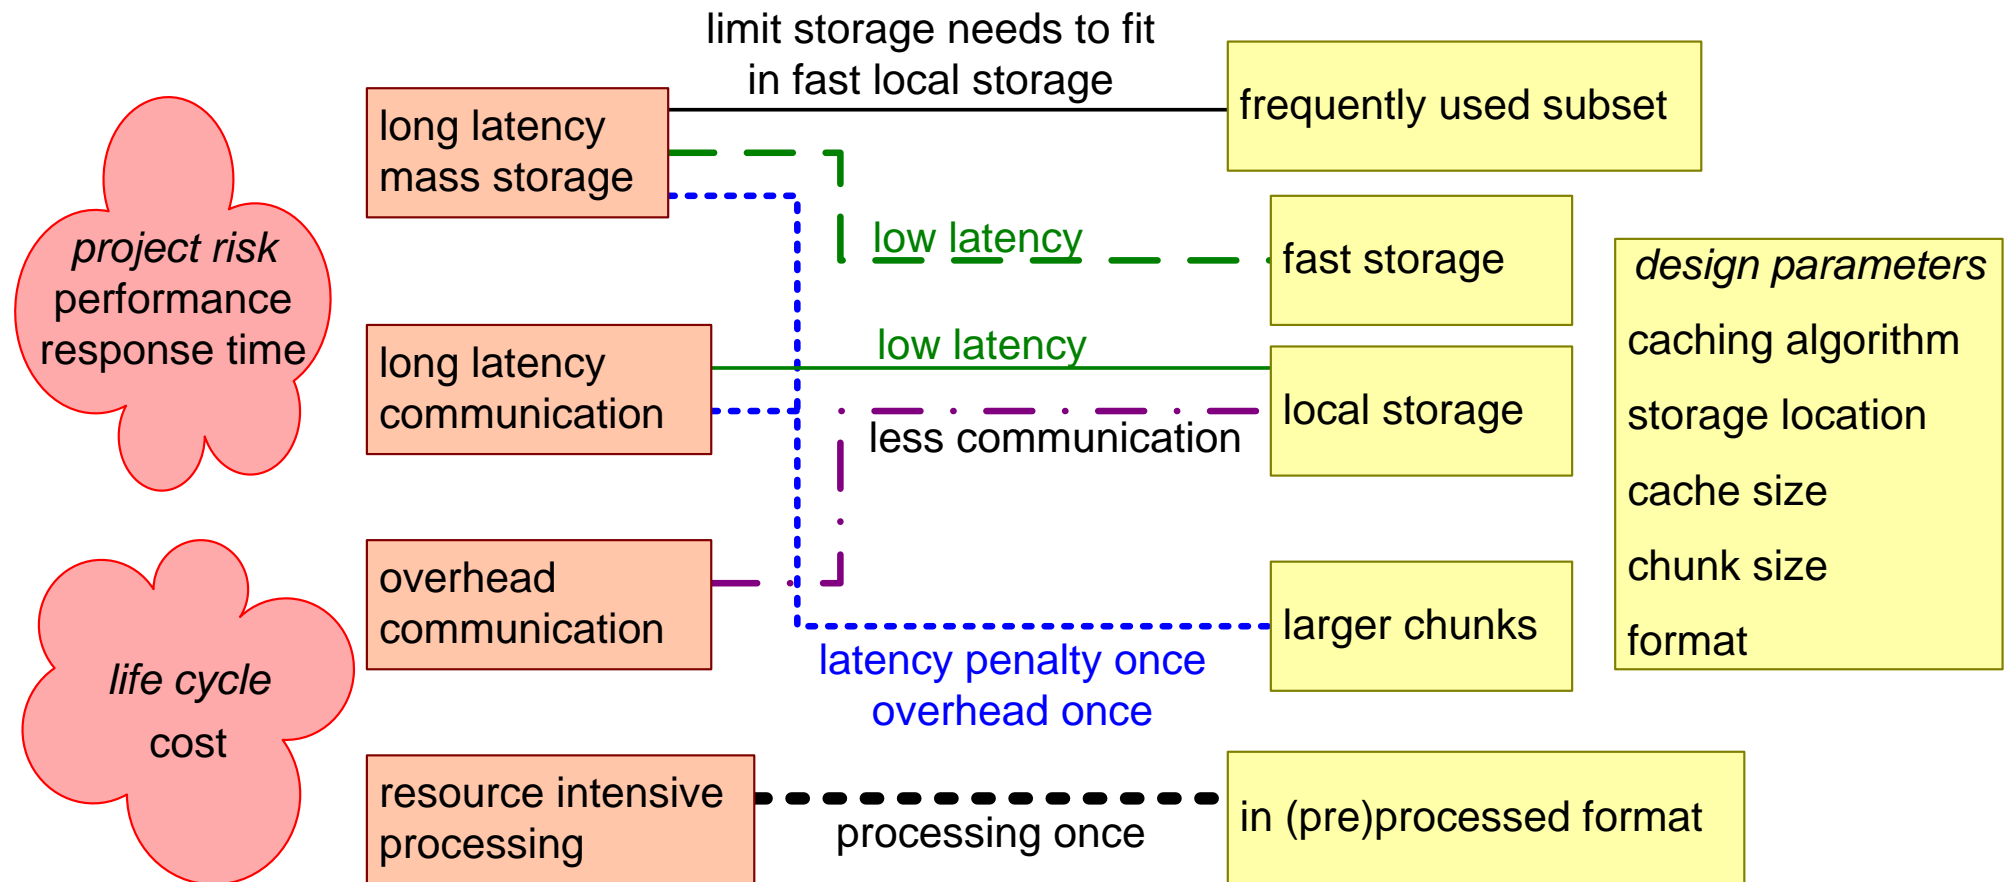 limit storage needs to fit
in fast local storage
project risk
performance
response time
life cycle
cost
long latency
mass storage
long latency
communication
overhead
communication
resource intensive
processing
low latency
low latency
less communication
latency penalty once
overhead once
processing once
frequently used subset
fast storage
local storage
larger chunks
in (pre)processed format
design parameters
caching algorithm
storage location
cache size
chunk size
format